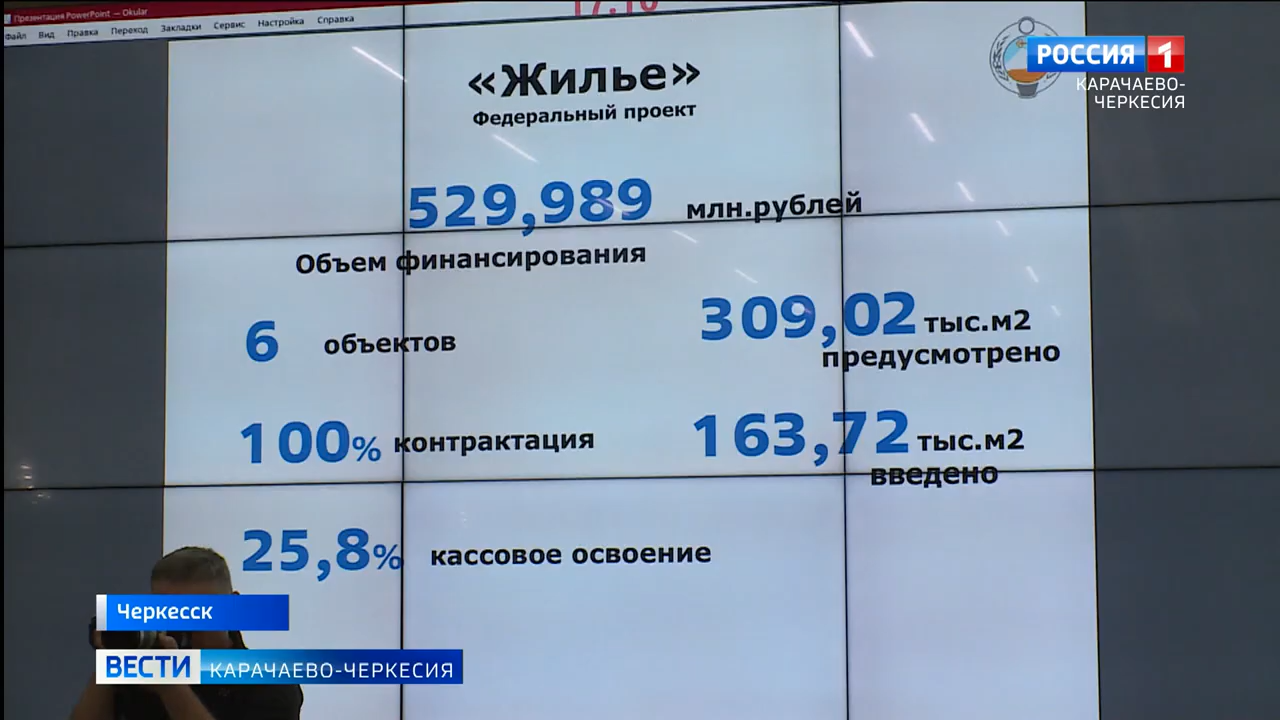 Презентация PowerPoint — Okular
Файл Вид Правка Переход Закладки Сервис Настройка Справка
17:10
РОССИЯ 1
КАРАЧАЕВО-
ЧЕРКЕСИЯ
«Жилье»
Федеральный проект
529,989 млн.рублей
Объем финансирования
6 объектов
309,02 тыс.м2
предусмотрено
100% контрактация
163,72 тыс.м2
введено
25,8% кассовое освоение
Черкесск
ВЕСТИ КАРАЧАЕВО-ЧЕРКЕСИЯ